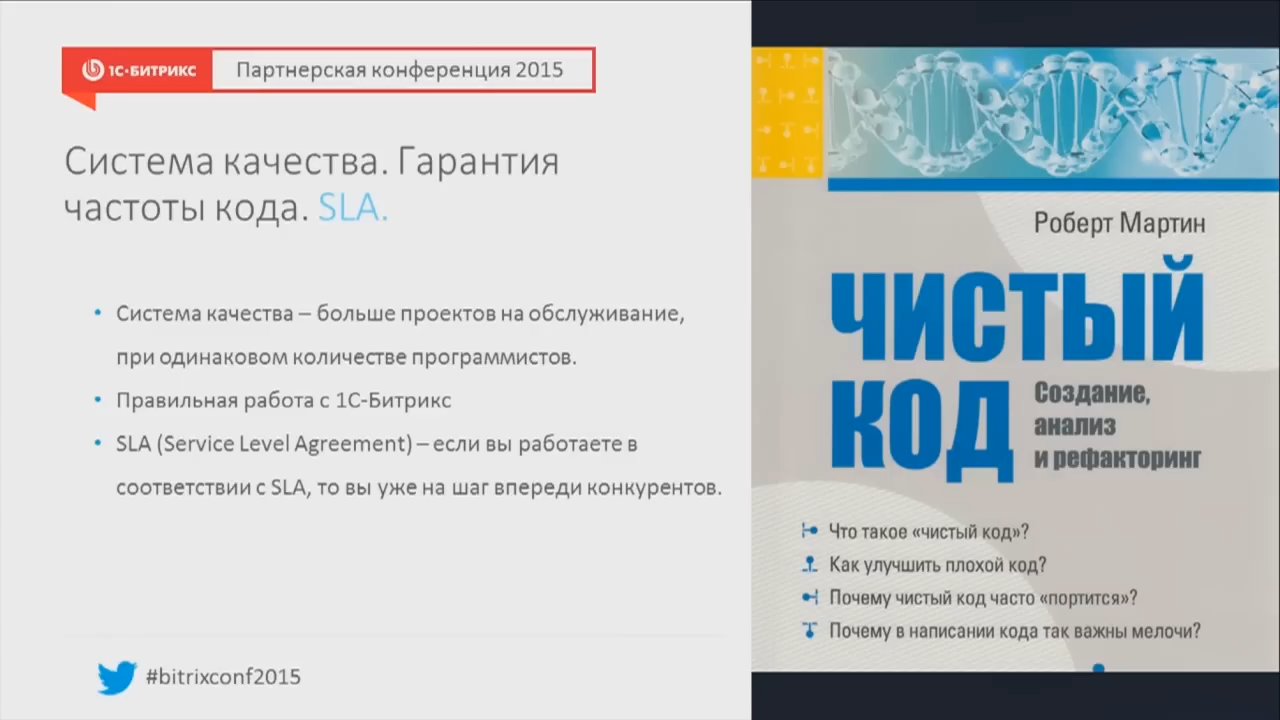 1С-БИТРИКС
Партнерская конференция 2015
Система качества. Гарантия
частоты кода. SLA.
• Система качества – больше проектов на обслуживание,
при одинаковом количестве программистов.
• Правильная работа с 1С-Битрикс
• SLA (Service Level Agreement) – если вы работаете в
соответствии с SLA, то вы уже на шаг впереди конкурентов.
#bitrixconf2015
Роберт Мартин
ЧИСТЫЙ
КОД
Создание,
анализ
и рефакторинг
Что такое «чистый код»?
Как улучшить плохой код?
Почему чистый код часто «портится»?
Почему в написании кода так важны мелочи?